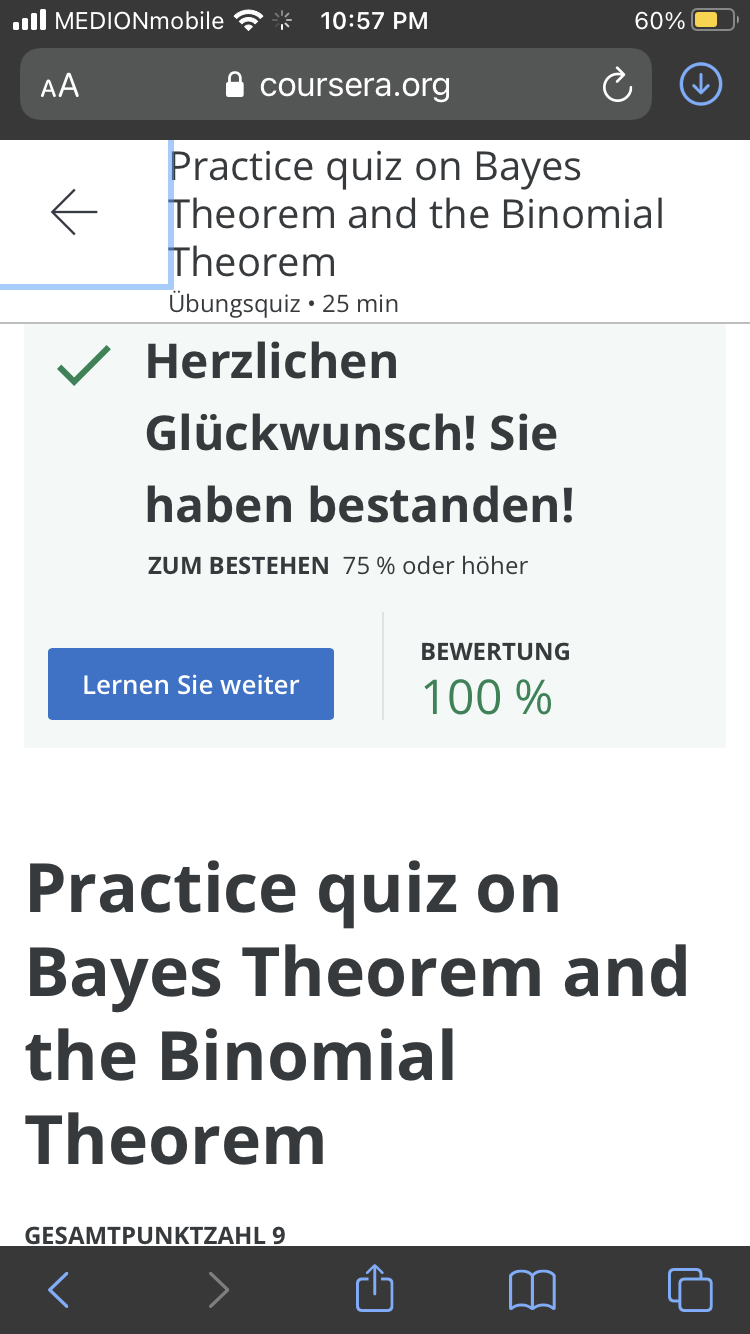 MEDIONmobile 10:57 PM 60%
AA coursera.org
Practice quiz on Bayes
Theorem and the Binomial
Theorem
Übungsquiz • 25 min
Herzlichen
Glückwunsch! Sie
haben bestanden!
ZUM BESTEHEN 75 % oder höher
Lernen Sie weiter
BEWERTUNG
100 %
Practice quiz on
Bayes Theorem and
the Binomial
Theorem
GESAMTPUNKTZAHL 9